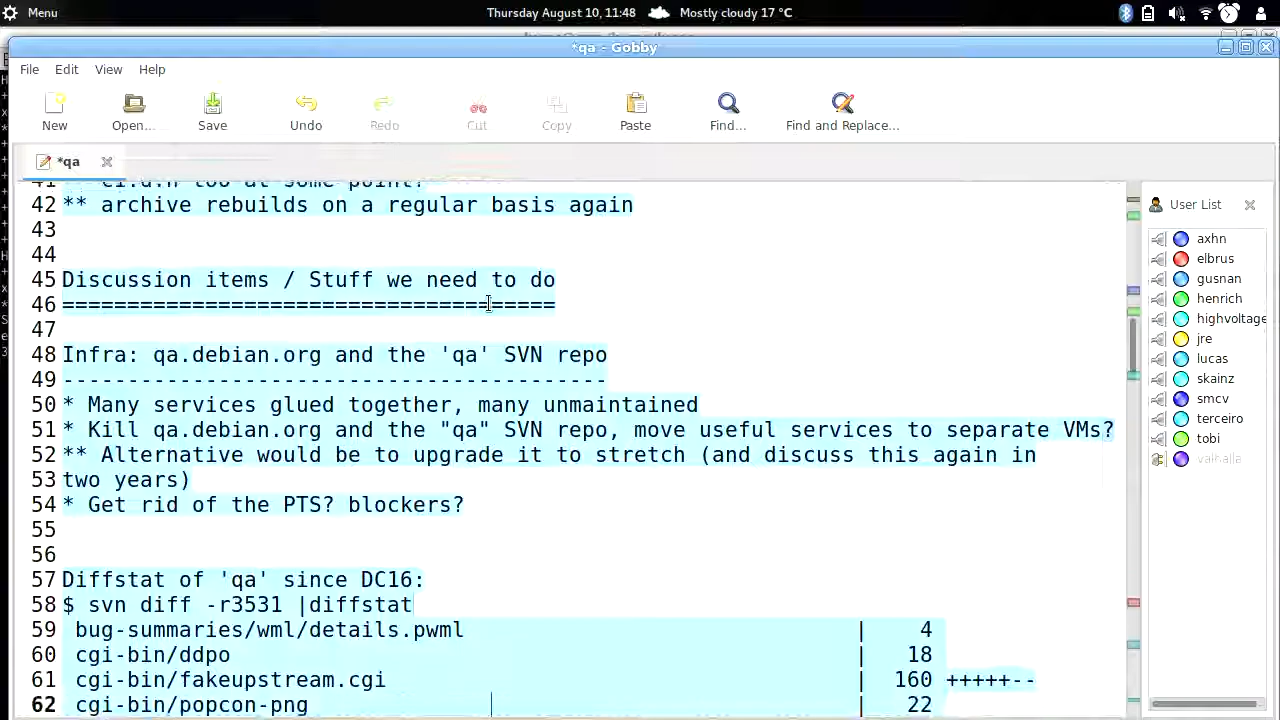 Menu
Thursday August 10, 11:48
Mostly cloudy 17 °C
*qa - Gobby
File Edit View Help
New
Open...
Save
Undo
Redo
Cut
Copy
Paste
Find...
Find and Replace...
*qa
42 ** archive rebuilds on a regular basis again
43
44
45 Discussion items / Stuff we need to do
46 ======================================
47
48 Infra: qa.debian.org and the 'qa' SVN repo
49 ------------------------------------------
50 * Many services glued together, many unmaintained
51 * Kill qa.debian.org and the "qa" SVN repo, move useful services to separate VMs?
52 ** Alternative would be to upgrade it to stretch (and discuss this again in
53 two years)
54 * Get rid of the PTS? blockers?
55
56
57 Diffstat of 'qa' since DC16:
58 $ svn diff -r3531 |diffstat
59 bug-summaries/wml/details.pwml | 4
60 cgi-bin/ddpo | 18
61 cgi-bin/fakeupstream.cgi | 160 +++++--
62 cgi-bin/popcon-png | 22
User List
axhn
elbrus
gusnan
henrich
highvoltage
jre
lucas
skainz
smcv
terceiro
tobi
valhalla